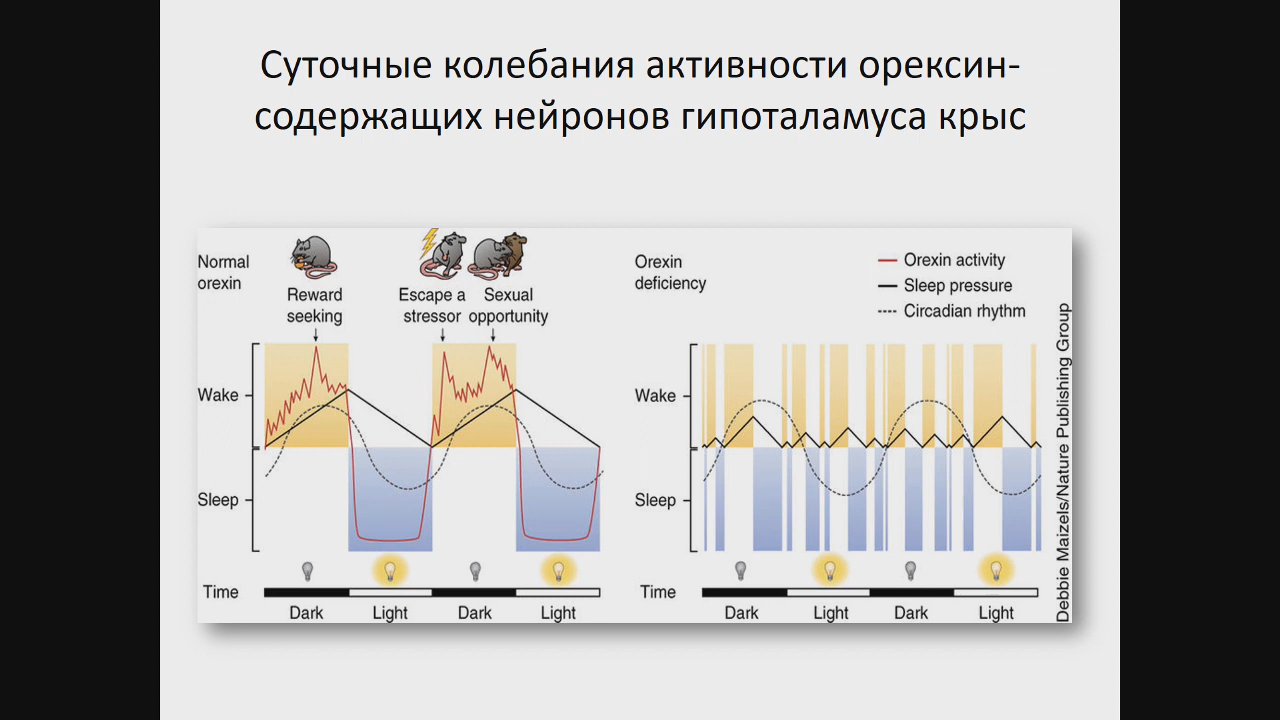 Суточные колебания активности орексин-
содержащих нейронов гипоталамуса крыс
Normal
orexin
Reward
seeking
Escape a
stressor
Sexual
opportunity
Wake
Sleep
Time
Dark
Light
Dark
Light
Orexin
deficiency
Orexin activity
Sleep pressure
Circadian rhythm
Wake
Sleep
Time
Dark
Light
Dark
Light
Debbie Maizels/Nature Publishing Group